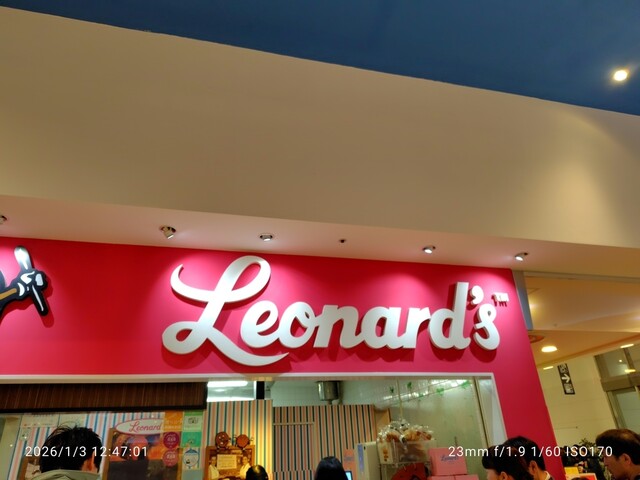 Leonard's™
Leonard's
2026/1/3 12:47:01
23mm f/1.9 1/60 ISO170